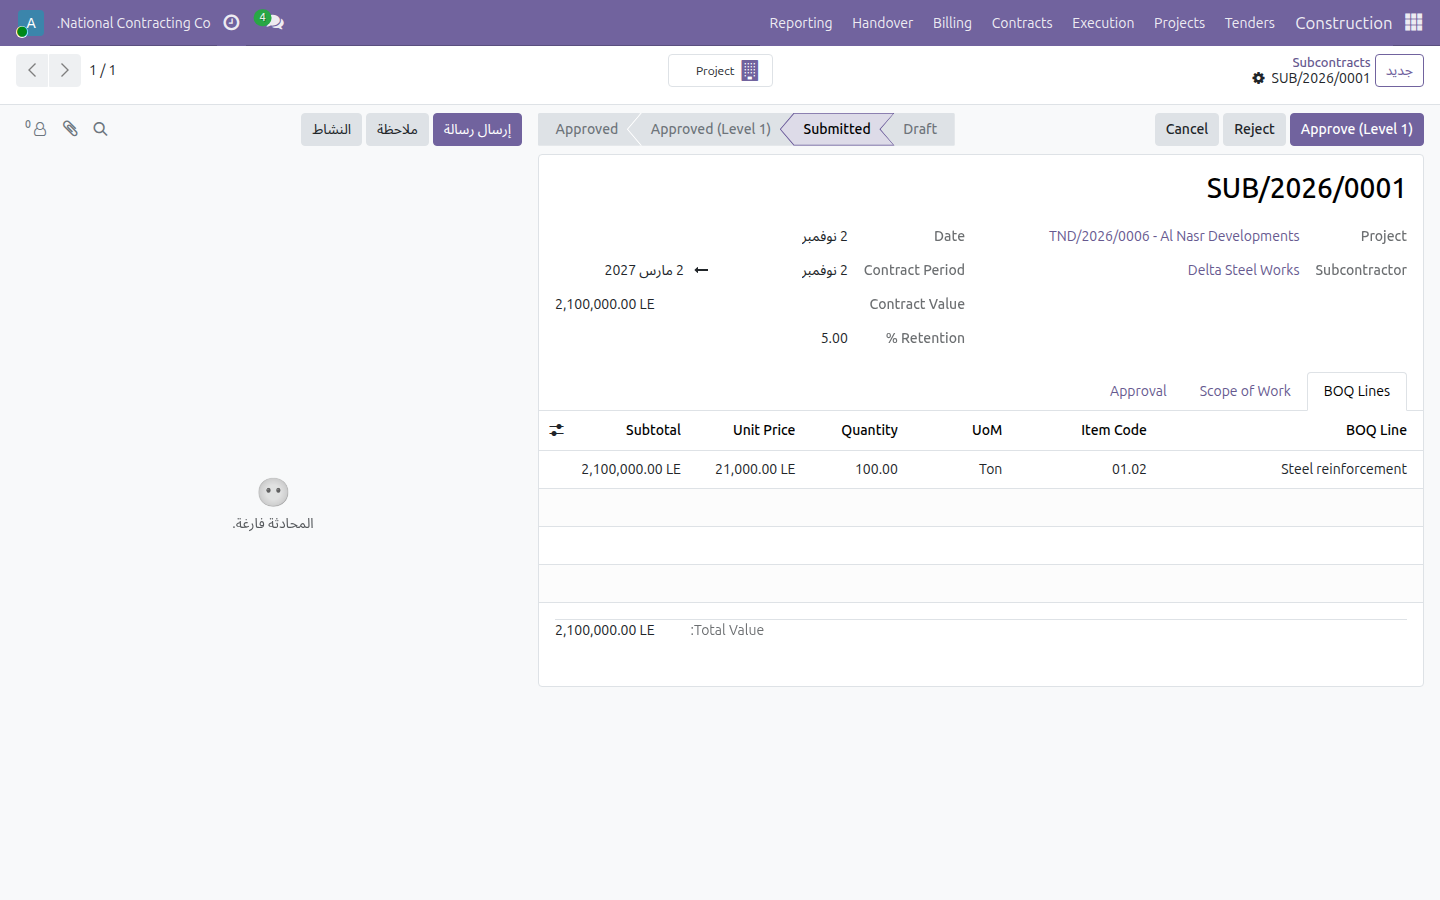 Construction Tenders Projects Execution Contracts Billing Handover Reporting 4 National Contracting Co. A
جديد Subcontracts Project 1 / 1
SUB/2026/0001
Approve (Level 1) Reject Cancel Draft Submitted Approved (Level 1) Approved إرسال رسالة ملاحظة النشاط 0
SUB/2026/0001
Project TND/2026/0006 - Al Nasr Developments Date 2 نوفمبر
Subcontractor Delta Steel Works Contract Period 2 نوفمبر 2 مارس 2027
Contract Value 2,100,000.00 LE
Retention % 5.00
BOQ Lines Scope of Work Approval
BOQ Line Item Code UoM Quantity Unit Price Subtotal
Steel reinforcement 01.02 Ton 100.00 21,000.00 LE 2,100,000.00 LE
Total Value: 2,100,000.00 LE
المحادثة فارغة.